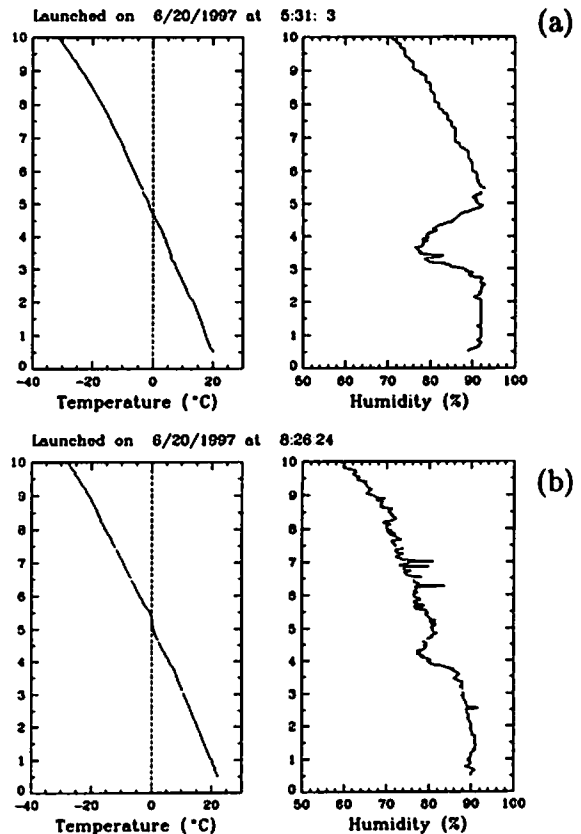 Launched on 6/20/1997 at 5:31: 3
(a)
10 9 8 7 6 5 4 3 2 1 0
-40 -20 0 20
Temperature (°C)
10 9 8 7 6 5 4 3 2 1 0
50 60 70 80 90 100
Humidity (%)
Launched on 6/20/1997 at 8:26 24
(b)
10 9 8 7 6 5 4 3 2 1 0
-40 -20 0 20
Temperature (°C)
10 9 8 7 6 5 4 3 2 1 0
50 60 70 80 90 100
Humidity (%)